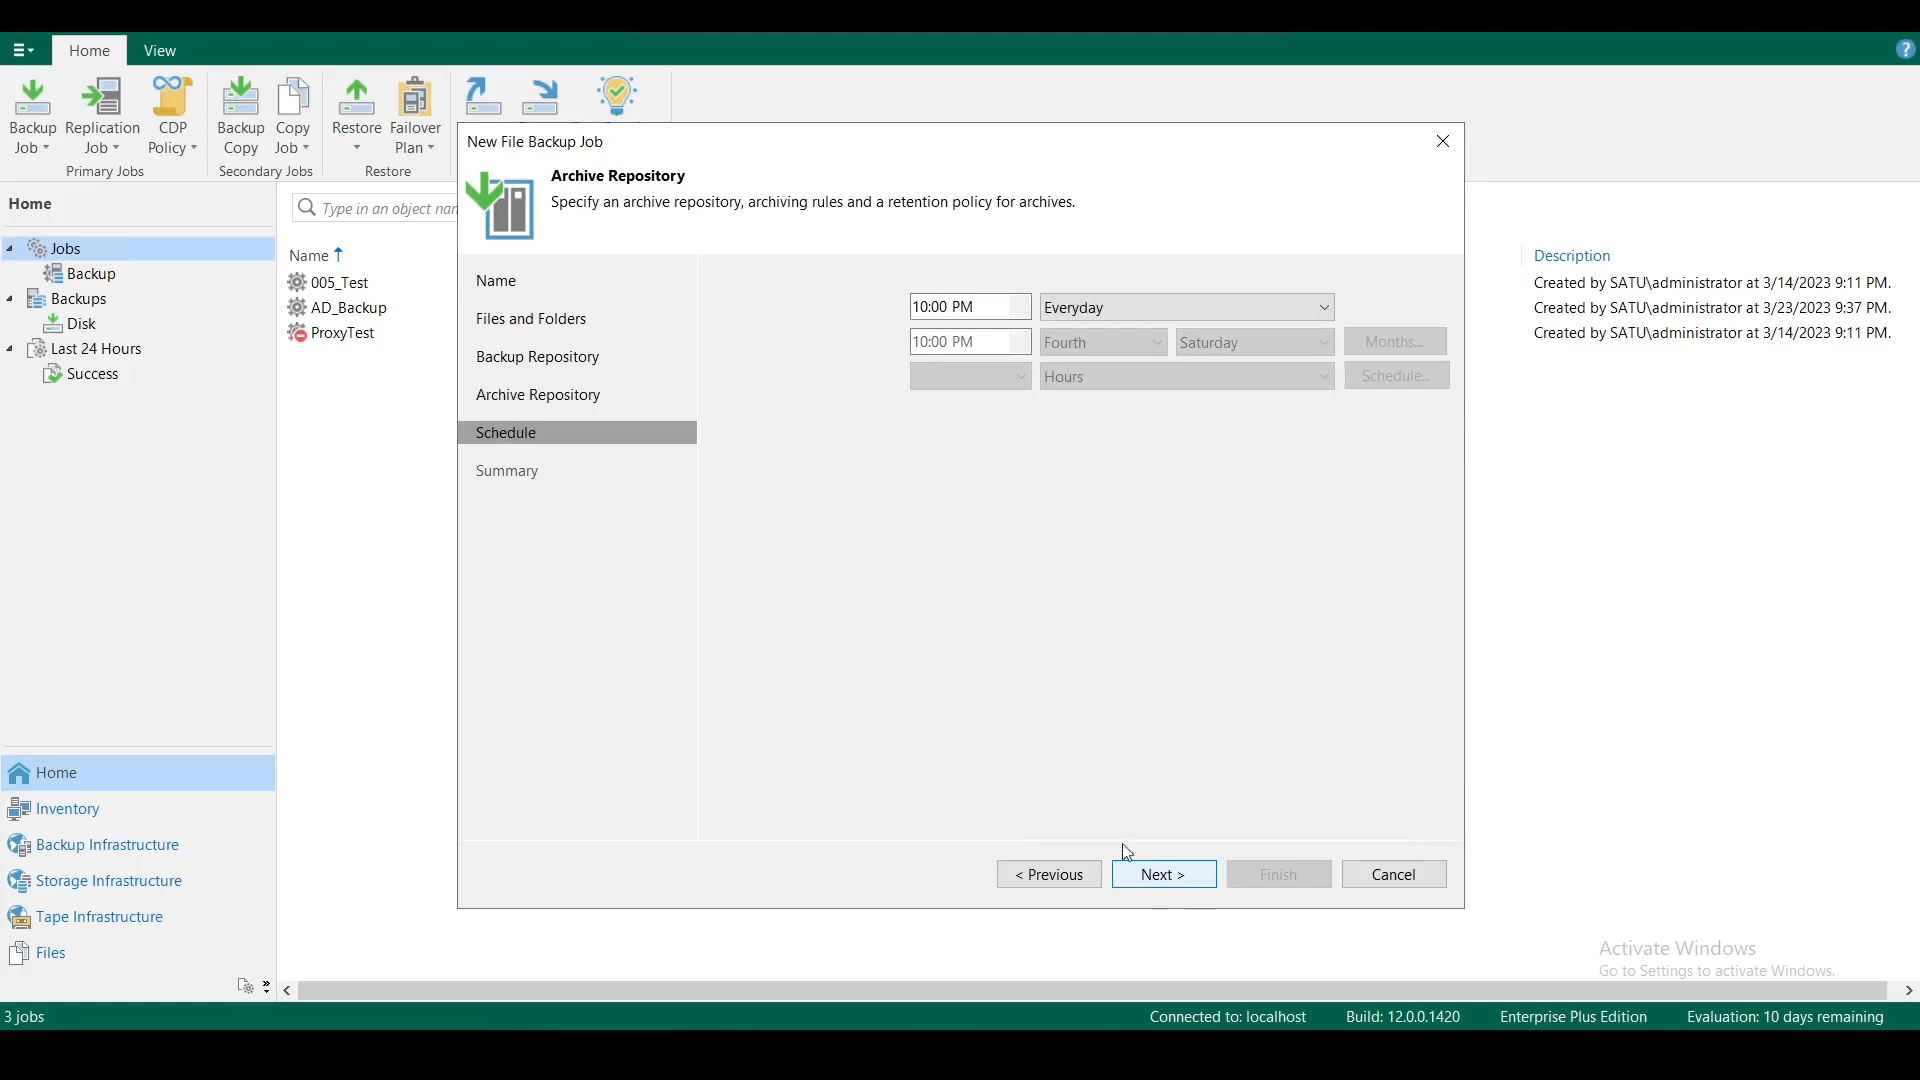 Home
View
?
Backup Job
Replication Job
CDP Policy
Backup Copy
Copy Job
Restore
Failover Plan
Primary Jobs
Secondary Jobs
Restore
New File Backup Job
Archive Repository
Specify an archive repository, archiving rules and a retention policy for archives.
Home
Type in an object nan
Jobs
Backup
Backups
Disk
Last 24 Hours
Success
Name
005_Test
AD_Backup
ProxyTest
Name
Files and Folders
Backup Repository
Archive Repository
Schedule
Summary
10:00 PM
Everyday
10:00 PM
Fourth
Saturday
Months...
Hours
Schedule...
Description
Created by SATU\administrator at 3/14/2023 9:11 PM.
Created by SATU\administrator at 3/23/2023 9:37 PM.
Created by SATU\administrator at 3/14/2023 9:11 PM.
Home
Inventory
Backup Infrastructure
Storage Infrastructure
Tape Infrastructure
Files
< Previous
Next >
Finish
Cancel
Activate Windows
Go to Settings to activate Windows.
3 jobs
Connected to: localhost
Build: 12.0.0.1420
Enterprise Plus Edition
Evaluation: 10 days remaining